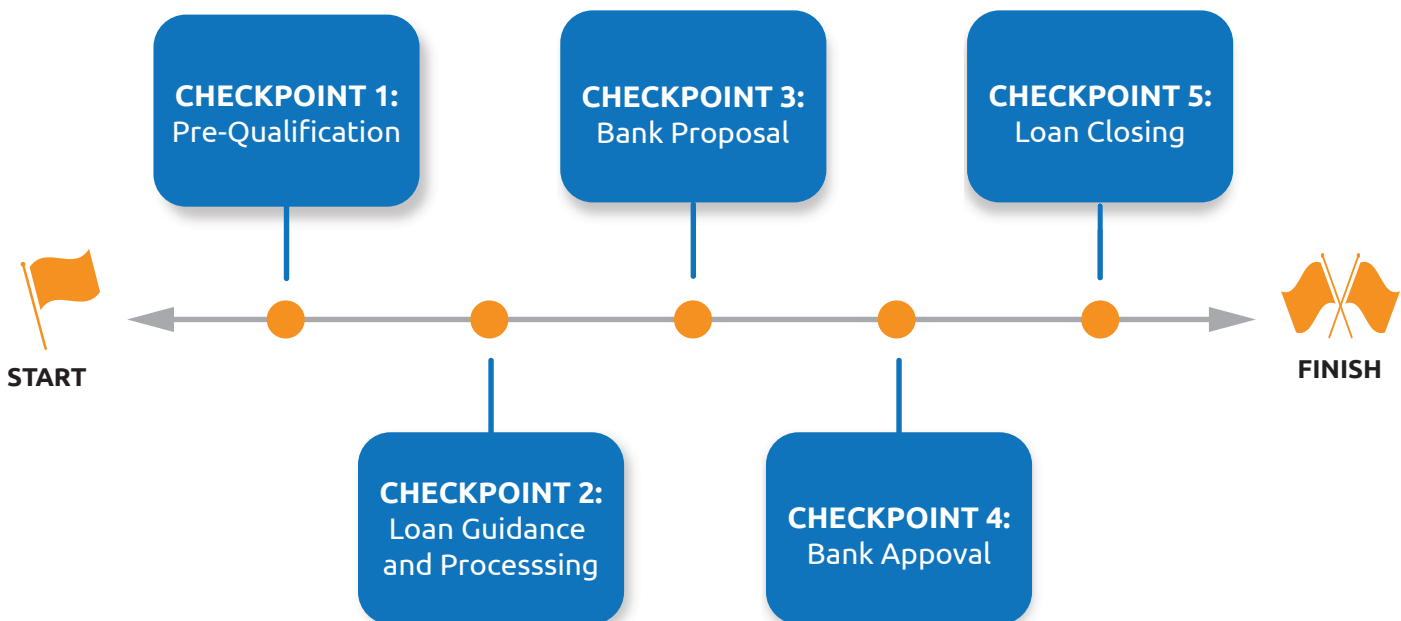 START
CHECKPOINT 1:
Pre-Qualification
CHECKPOINT 2:
Loan Guidance
and Processsing
CHECKPOINT 3:
Bank Proposal
CHECKPOINT 4:
Bank Appoval
CHECKPOINT 5:
Loan Closing
FINISH